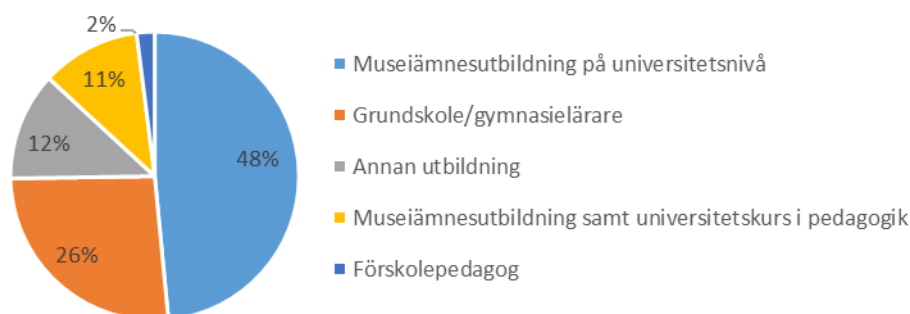 2%
11%
12%
48%
26%
Museiämnesutbildning på universitetsnivå
Grundskole/gymnasielärare
Annan utbildning
Museiämnesutbildning samt universitetskurs i pedagogik
Förskolepedagog